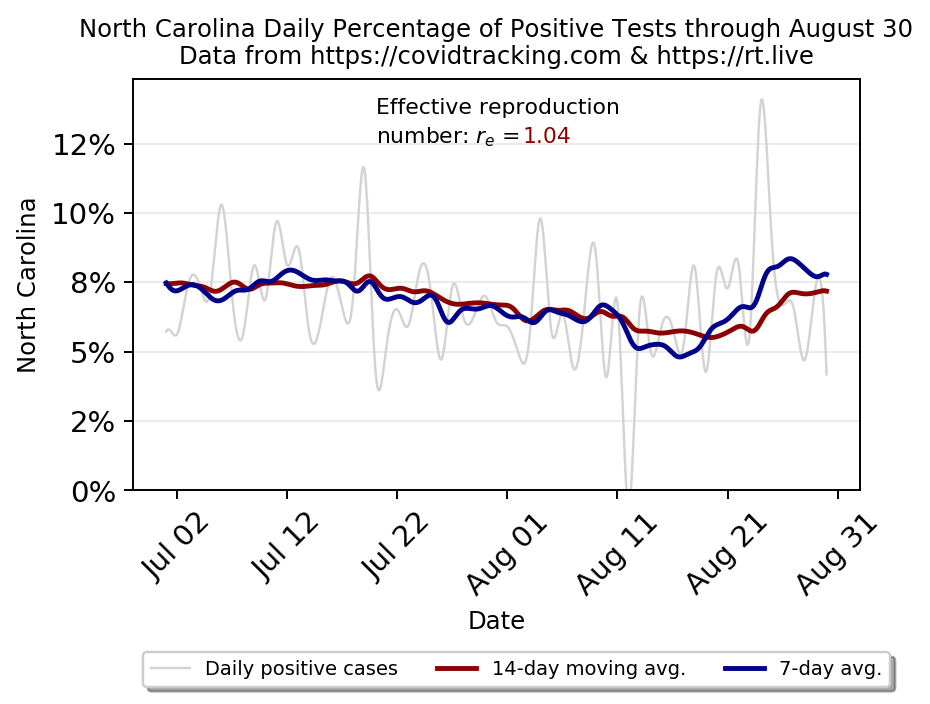 North Carolina Daily Percentage of Positive Tests through August 30
Data from https://covidtracking.com & https://rt.live
Effective reproduction
number: rₑ =1.04
12%
10%
8%
5%
2%
0%
North Carolina
Jul 02
Jul 12
Jul 22
Aug 01
Aug 11
Aug 21
Aug 31
Date
Daily positive cases
14-day moving avg.
7-day avg.